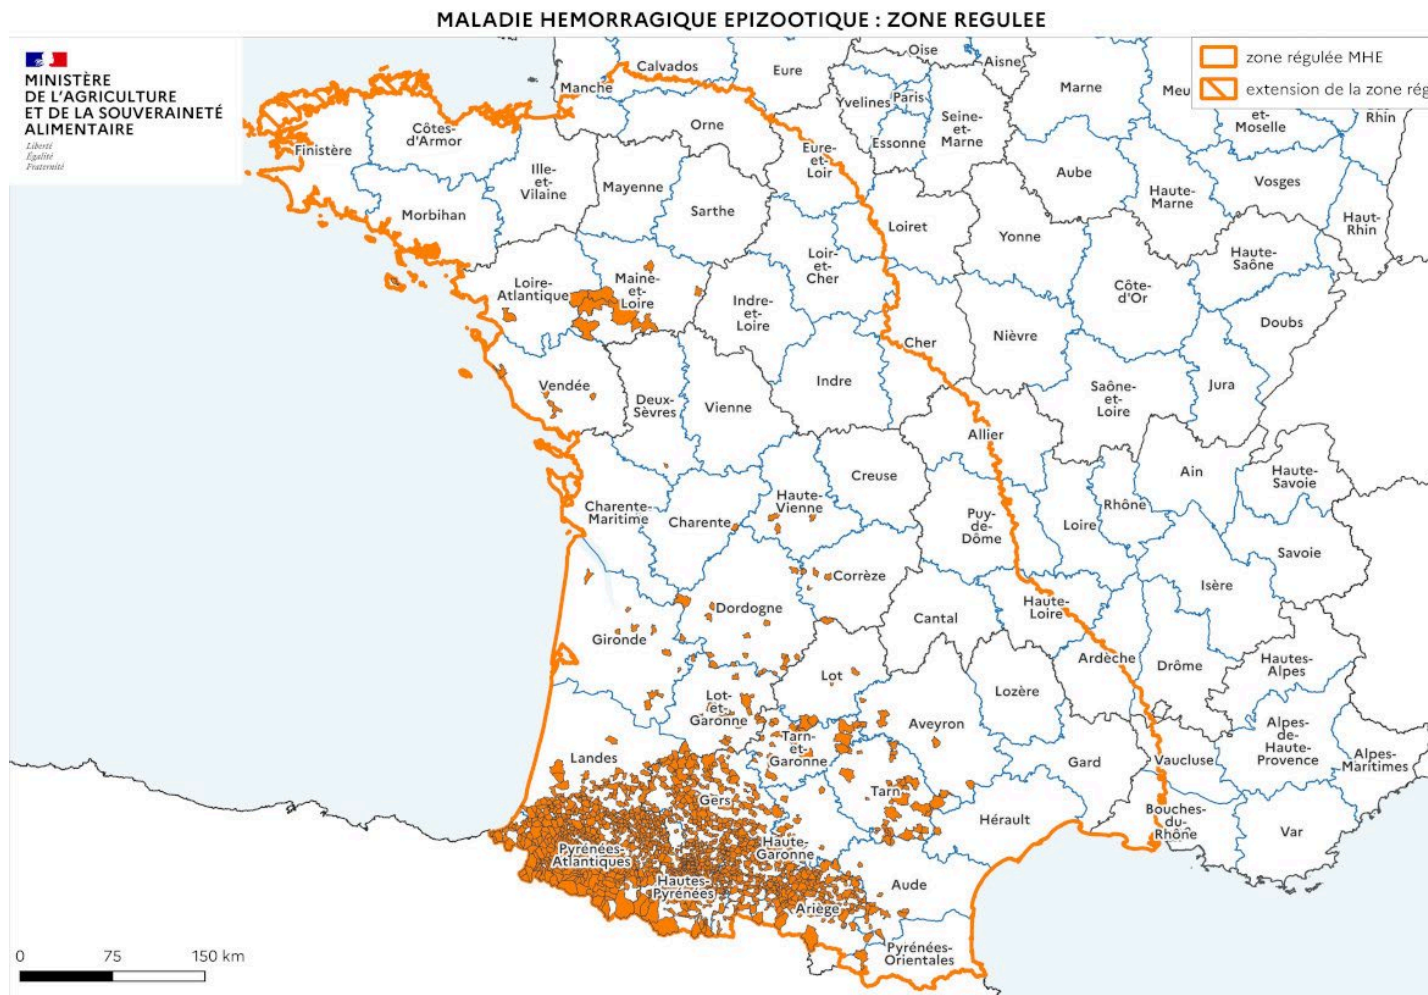 MALADIE HEMORRAGIQUE EPIZOOTIQUE : ZONE REGULEE
MINISTÈRE
DE L'AGRICULTURE
ET DE LA SOUVERAINETÉ
ALIMENTAIRE
Liberté
Égalité
Fraternité
zone régulée MHE
extension de la zone rég
Oise
Aisne
Calvados
Eure
Manche
Yvelines
Paris
Marne
Meu
et-
Moselle
Rhin
Orne
Essonne
Seine-
et-
Marne
Finistère
Côtes-
d'Armor
Eure-
et-
Loir
Ille-
et-
Vilaine
Mayenne
Sarthe
Aube
Haute-
Marne
Vosges
Haut-
Rhin
Morbihan
Loiret
Yonne
Haute-
Saône
Loire-
Atlantique
Maine-
et-
Loire
Loir-
et-
Cher
Indre-
et-
Loire
Côte-
d'Or
Doubs
Cher
Nièvre
Vendée
Deux-
Sèvres
Vienne
Indre
Saône-
et-
Loire
Jura
Allier
Creuse
Ain
Haute-
Savoie
Charente-
Maritime
Charente
Haute-
Vienne
Puy-
de-
Dôme
Loire
Rhône
Savoie
Corrèze
Isère
Dordogne
Cantal
Haute-
Loire
Gironde
Ardèche
Drôme
Hautes-
Alpes
Lot
Lozère
Lot-
et-
Garonne
Aveyron
Tarn-
et-
Garonne
Alpes-
de-
Haute-
Provence
Alpes-
Maritimes
Landes
Gard
Vaucluse
Gers
Tarn
Hérault
Bouches-
du-
Rhône
Var
Pyrénées-
Atlantiques
Haute-
Garonne
Hautes-
Pyrénées
Ariège
Aude
Pyrénées-
Orientales
0 75 150 km